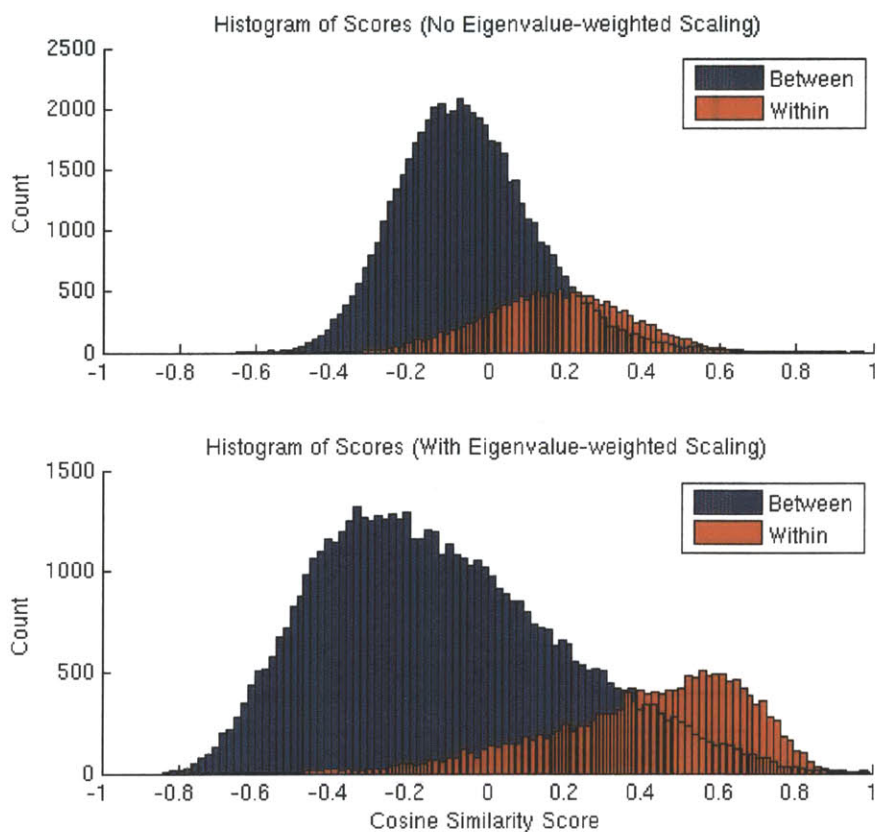 Histogram of Scores (No Eigenvalue-weighted Scaling)
2500
2000
1500
1000
500
0
Count
Between
Within
-1 -0.8 -0.6 -0.4 -0.2 0 0.2 0.4 0.6 0.8 1
Histogram of Scores (With Eigenvalue-weighted Scaling)
1500
1000
500
0
Count
Between
Within
-1 -0.8 -0.6 -0.4 -0.2 0 0.2 0.4 0.6 0.8 1
Cosine Similarity Score